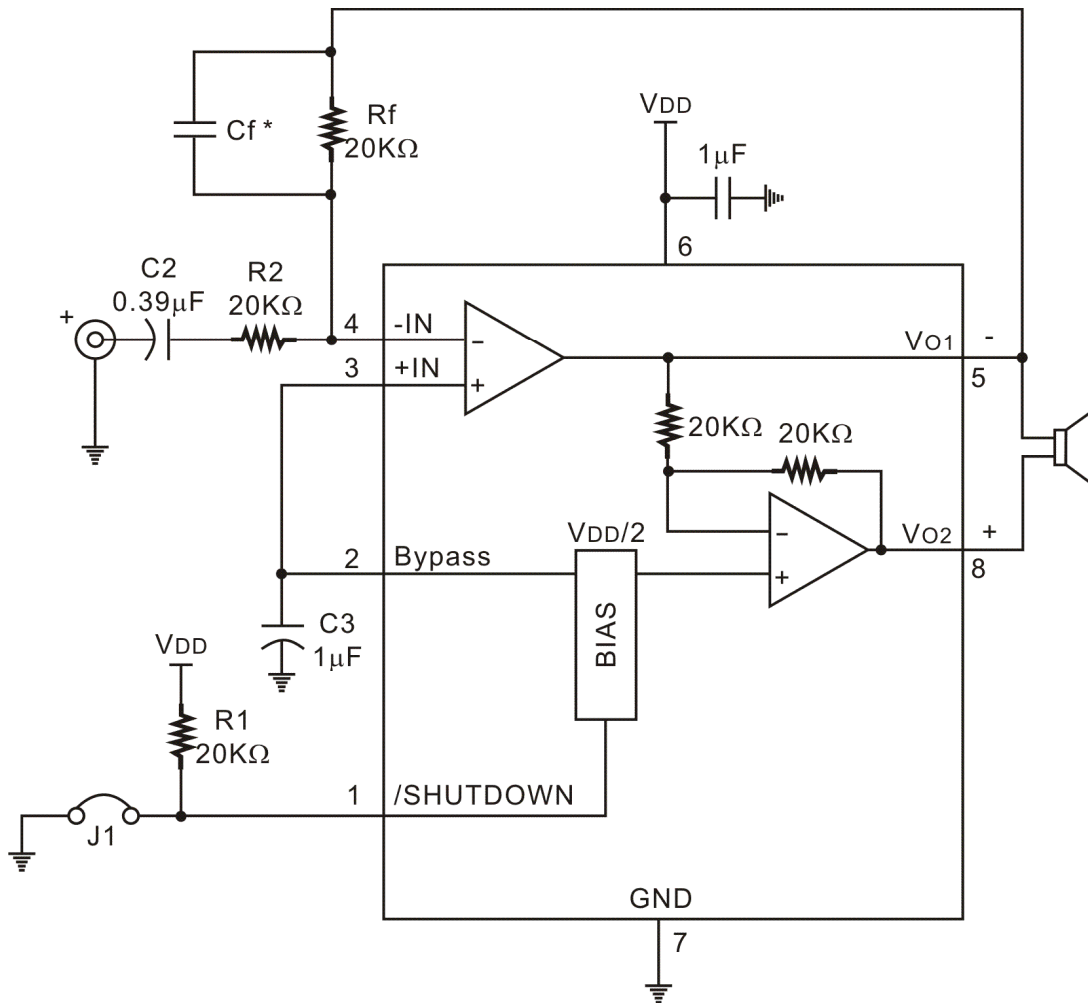 Cf *
Rf
20KΩ
VDD
1μF
6
C2
0.39μF
R2
20KΩ
+
4
-IN
−
3
+IN
+
VO1
-
5
20KΩ
20KΩ
VDD/2
−
VO2
+
8
2
Bypass
+
BIAS
C3
1μF
VDD
R1
20KΩ
1
/SHUTDOWN
J1
GND
7